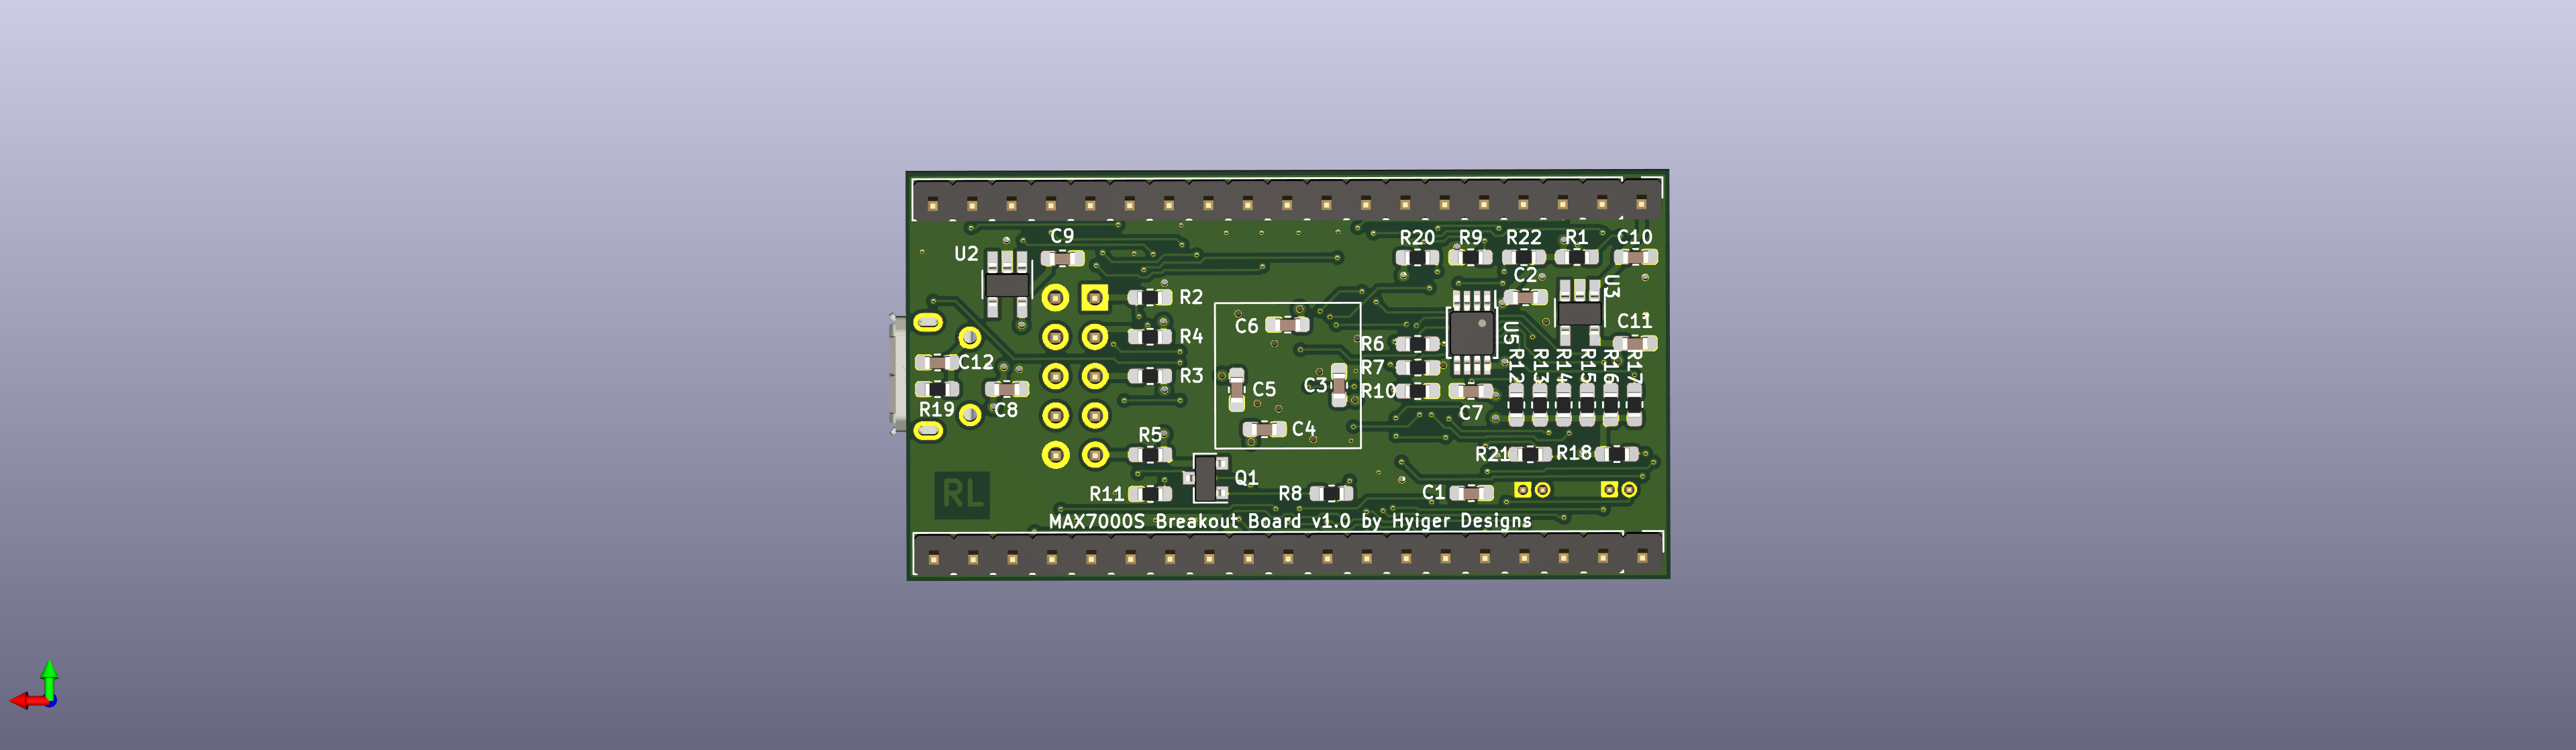 C9
R20 R9 R22 R1 C10
U2
C2
U3
R2
C6
C11
R4
R6
U5
C12
R7
R3
C5
C3
R10
R12 R13 R14 R15 R16 R17
R19
C8
C7
C4
R5
R21 R18
Q1
RL
R11
R8
C1
MAX7000S Breakout Board v1.0 by Hyiger Designs